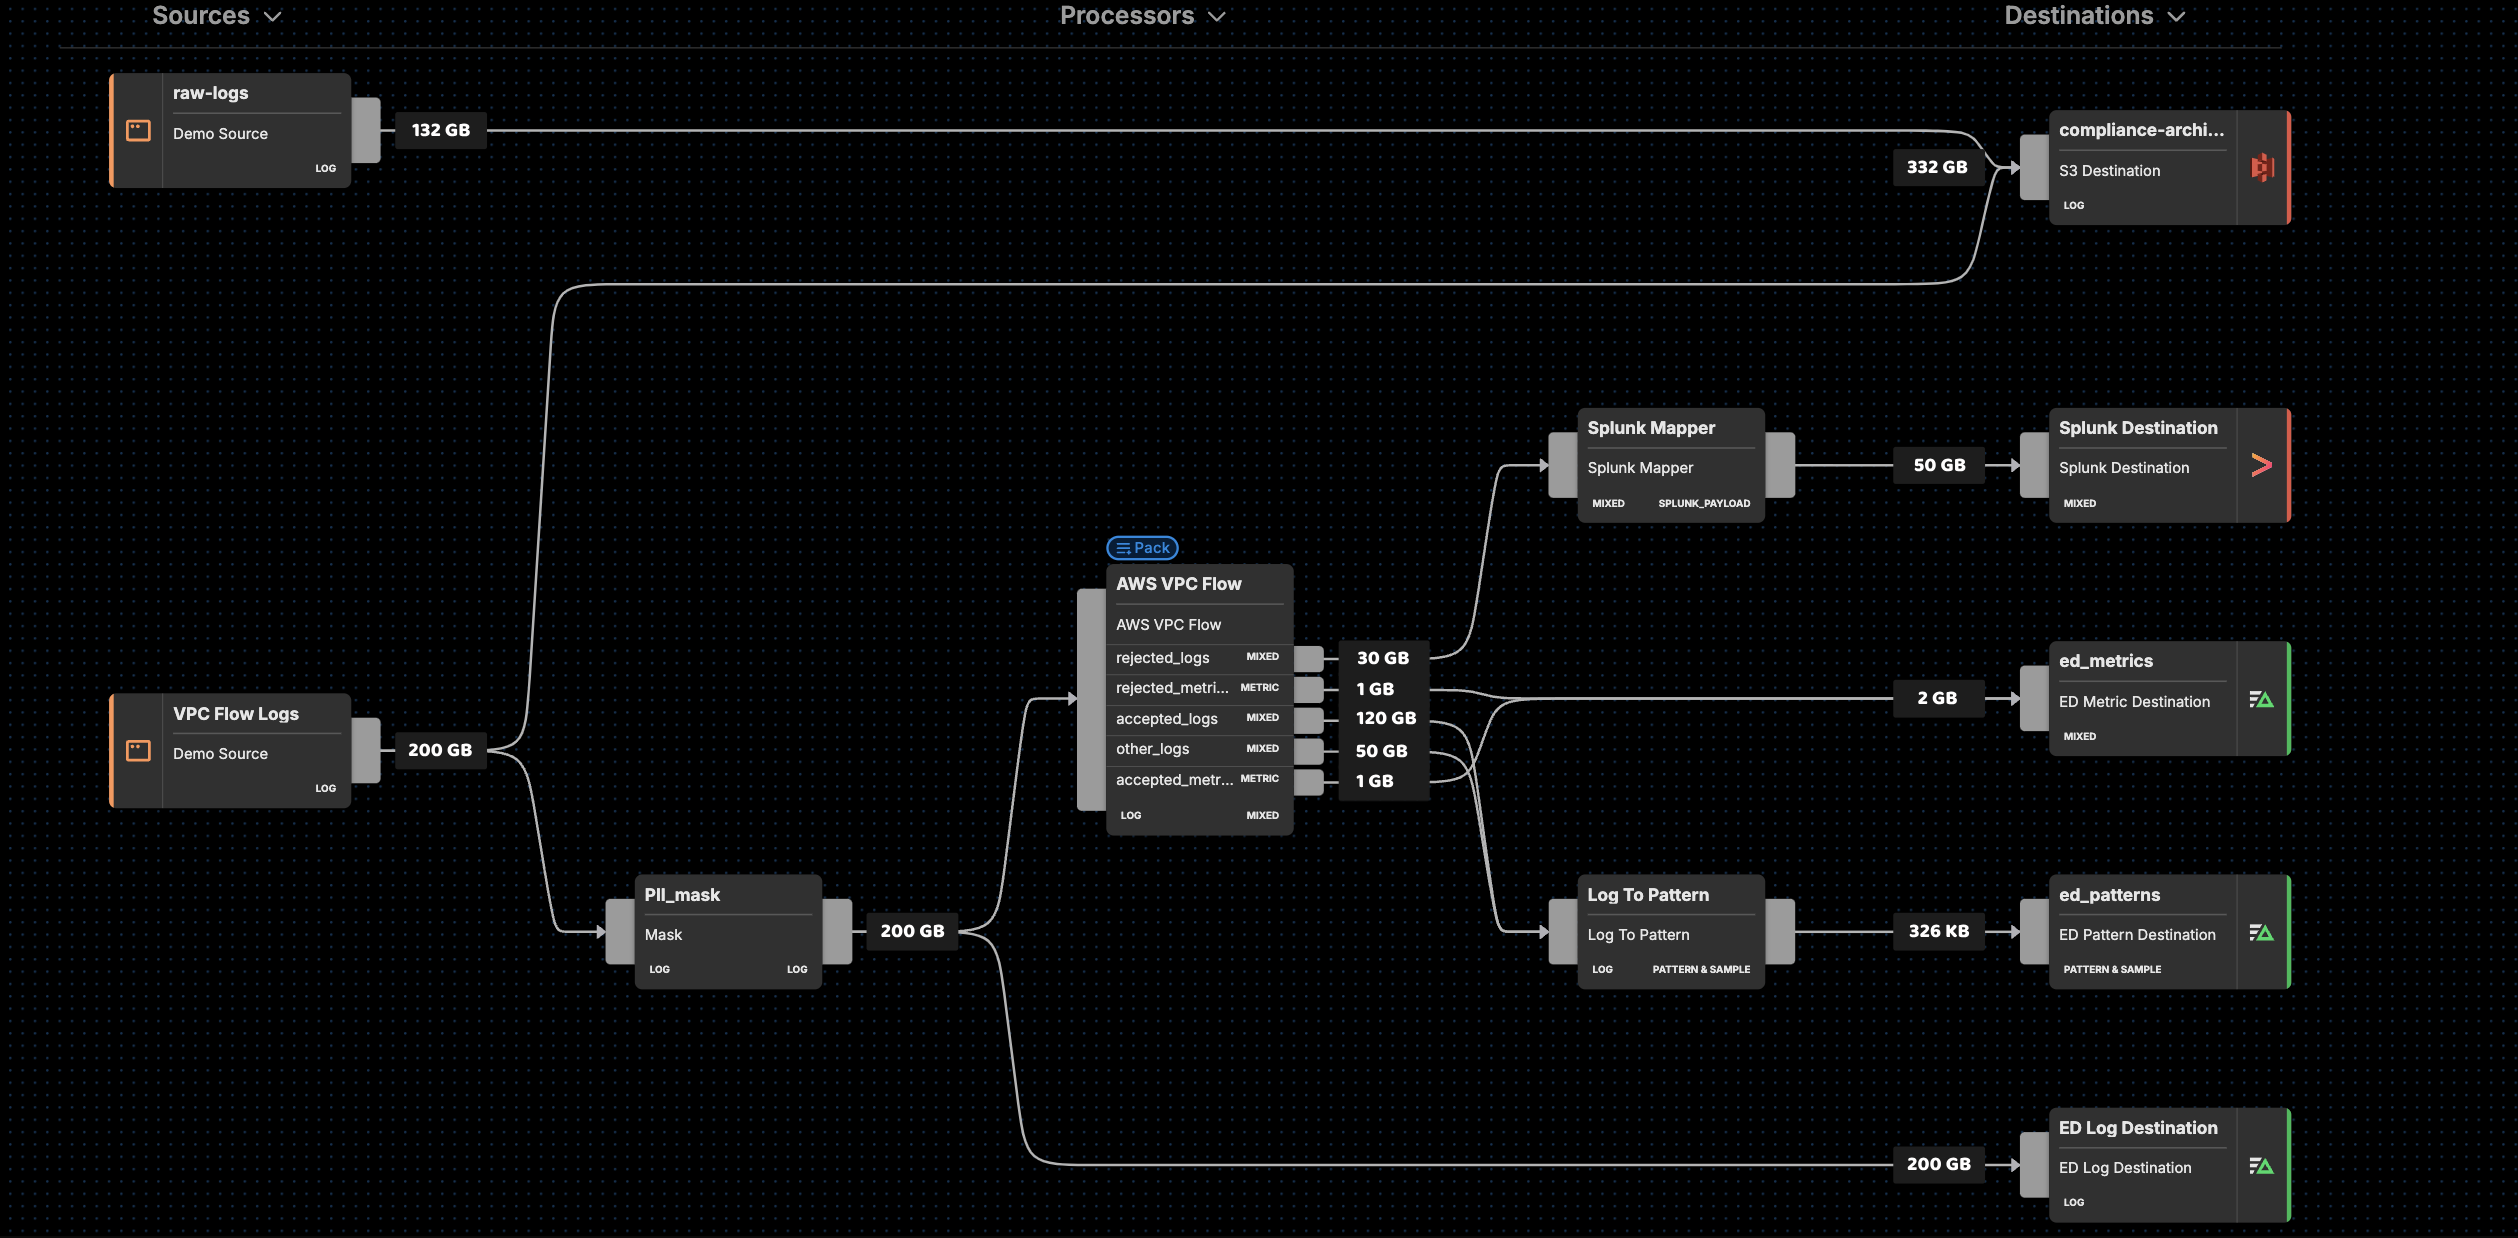 Sources
Processors
Destinations
raw-logs
Demo Source
LOG
132 GB
332 GB
compliance-archi...
S3 Destination
LOG
Splunk Mapper
Splunk Mapper
MIXED SPLUNK_PAYLOAD
50 GB
Splunk Destination
Splunk Destination
MIXED
Pack
AWS VPC Flow
AWS VPC Flow
rejected_logs MIXED
30 GB
rejected_metri... METRIC
1 GB
accepted_logs MIXED
120 GB
other_logs MIXED
50 GB
accepted_metr... METRIC
1 GB
LOG MIXED
2 GB
ed_metrics
ED Metric Destination
MIXED
VPC Flow Logs
Demo Source
LOG
200 GB
PII_mask
Mask
LOG LOG
200 GB
Log To Pattern
Log To Pattern
LOG PATTERN & SAMPLE
326 KB
ed_patterns
ED Pattern Destination
PATTERN & SAMPLE
200 GB
ED Log Destination
ED Log Destination
LOG